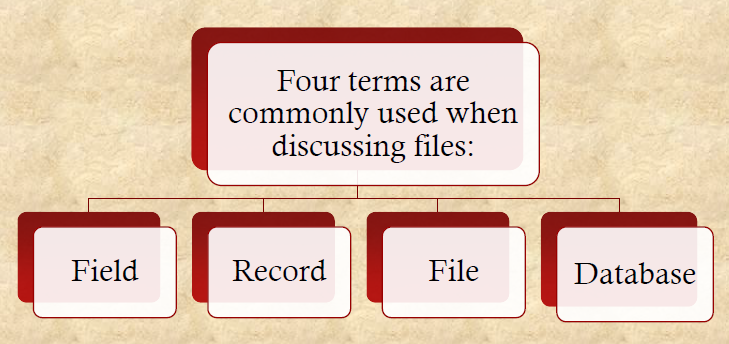 Four terms are
commonly used when
discussing files:
Field
Record
File
Database